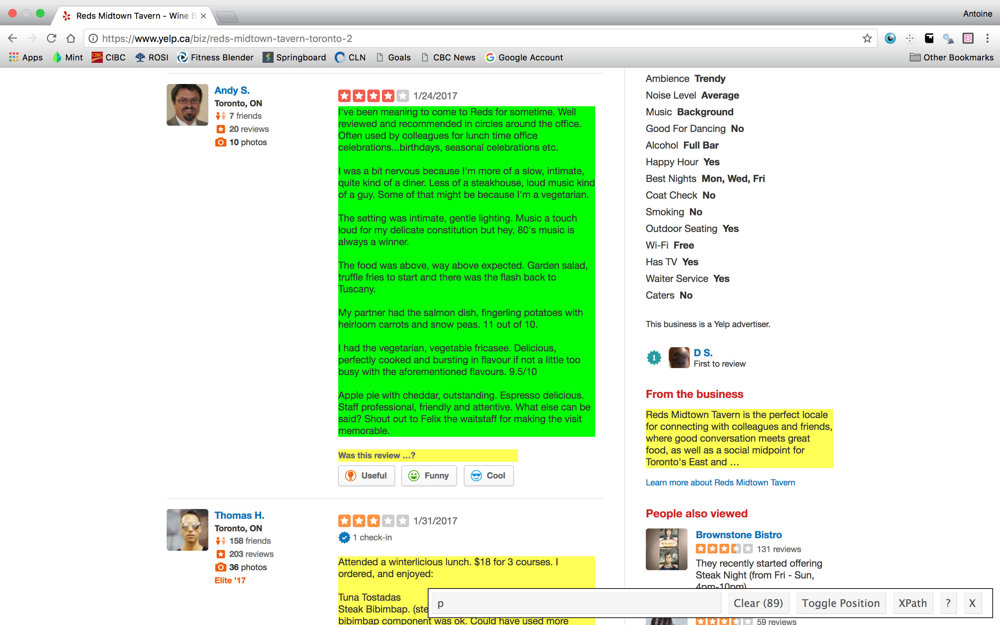 Reds Midtown Tavern - Wine B
Antoine
https://www.yelp.ca/biz/reds-midtown-tavern-toronto-2
Apps
Mint
CIBC
CIBC
ROSI
Fitness Blender
Springboard
CLN
Goals
CBC News
Google Account
Other Bookmarks
Andy S.
Toronto, ON
7 friends
20 reviews
10 photos
1/24/2017
I've been meaning to come to Reds for sometime. Well
reviewed and recommended in circles around the office.
Often used by colleagues for lunch time office
celebrations...birthdays, seasonal celebrations etc.
I was a bit nervous because I'm more of a slow, intimate,
quite kind of a diner. Less of a steakhouse, loud music kind
of a guy. Some of that might be because I'm a vegetarian.
The setting was intimate, gentle lighting. Music a touch
loud for my delicate constitution but hey, 80's music is
always a winner.
The food was above, way above expected. Garden salad,
truffle fries to start and there was the flash back to
Tuscany.
My partner had the salmon dish, fingerling potatoes with
heirloom carrots and snow peas. 11 out of 10.
I had the vegetarian, vegetable fricasee. Delicious,
perfectly cooked and bursting in flavour if not a little too
busy with the aforementioned flavours. 9.5/10
Apple pie with cheddar, outstanding. Espresso delicious.
Staff professional, friendly and attentive. What else can be
said? Shout out to Felix the waitstaff for making the visit
memorable.
Was this review …?
Useful
Funny
Cool
Thomas H.
Toronto, ON
158 friends
203 reviews
36 photos
Elite ’17
1/31/2017
1 check-in
Attended a winterlicious lunch. $18 for 3 courses. I
ordered, and enjoyed:
Tuna Tostadas
Steak Bibimbap. (ste
bibimbap component was ok. Could have used more
Ambience Trendy
Noise Level Average
Music Background
Good For Dancing No
Alcohol Full Bar
Happy Hour Yes
Best Nights Mon, Wed, Fri
Coat Check No
Smoking No
Outdoor Seating Yes
Wi-Fi Free
Has TV Yes
Waiter Service Yes
Caters No
This business is a Yelp advertiser.
1
D S.
First to review
From the business
Reds Midtown Tavern is the perfect locale
for connecting with colleagues and friends,
where good conversation meets great
food, as well as a social midpoint for
Toronto's East and …
Learn more about Reds Midtown Tavern
People also viewed
Brownstone Bistro
131 reviews
They recently started offering
Steak Night (from Fri - Sun,
4pm-10pm)
59 reviews
p
Clear (89)
Toggle Position
XPath
?
X